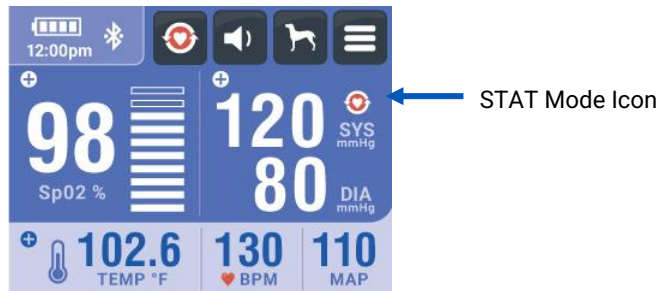 12:00pm
98
Sp02 %
120
SYS
mmHg
80
DIA
mmHg
STAT Mode Icon
102.6
TEMP °F
130
BPM
110
MAP